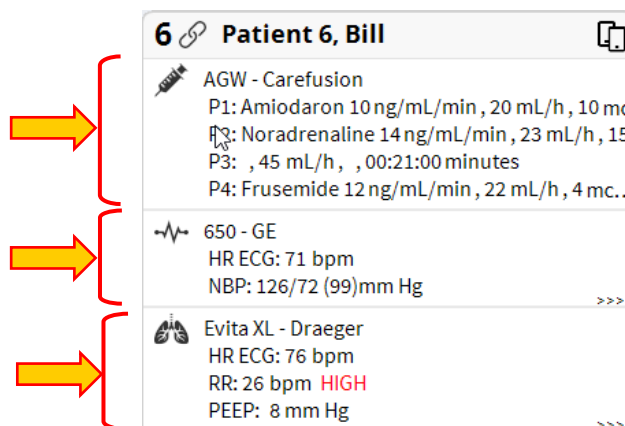 6 Patient 6, Bill
AGW - Carefusion
P1: Amiodaron 10 ng/mL/min , 20 mL/h , 10 mc
Noradrenaline 14 ng/mL/min , 23 mL/h , 15
P3: , 45 mL/h , , 00:21:00 minutes
P4: Frusemide 12 ng/mL/min , 22 mL/h , 4 mc...
650 - GE
HR ECG: 71 bpm
NBP: 126/72 (99)mm Hg
>>>
Evita XL - Draeger
HR ECG: 76 bpm
RR: 26 bpm HIGH
PEEP: 8 mm Hg
>>>